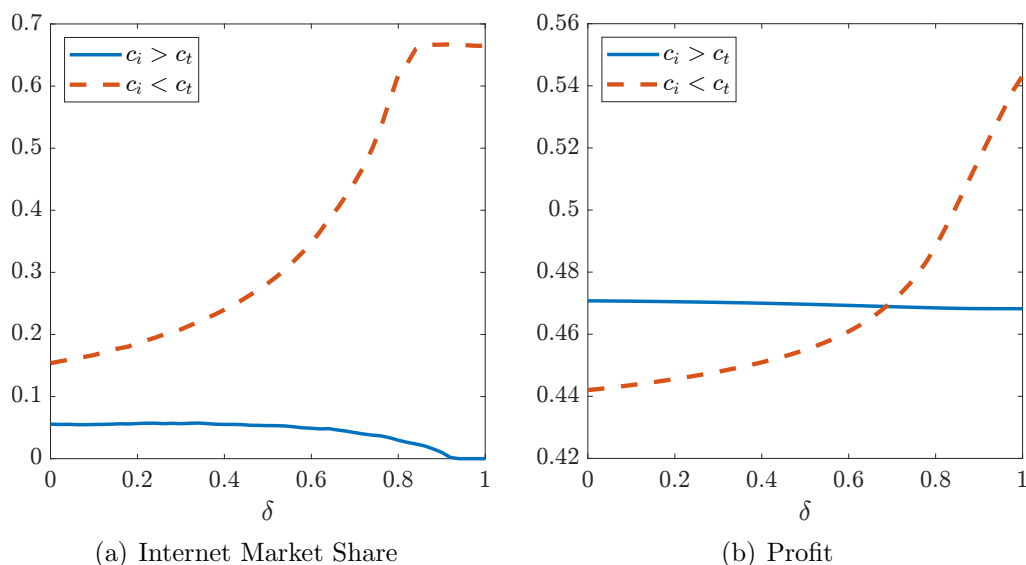 0.7
0.6
0.5
0.4
0.3
0.2
0.1
0
c_i > c_t
c_i < c_t
0 0.2 0.4 0.6 0.8 1
δ
(a) Internet Market Share
0.56
0.54
0.52
0.5
0.48
0.46
0.44
0.42
c_i > c_t
c_i < c_t
0 0.2 0.4 0.6 0.8 1
δ
(b) Profit